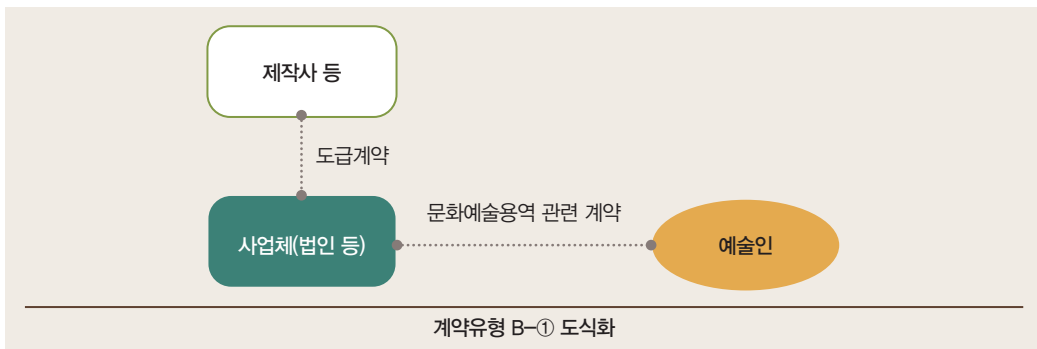 제작사 등
도급계약
문화예술용역 관련 계약
사업체(법인 등)
예술인
계약유형 B-① 도식화